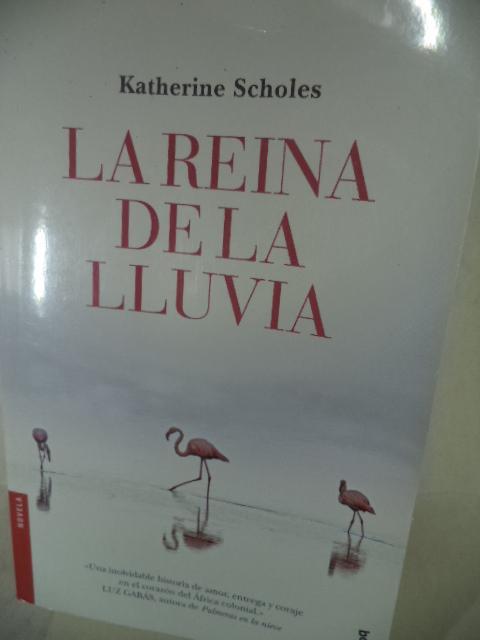 Katherine Scholes
LA REINA
DE LA
LLUVIA
NOVELA
«Una inolvidable historia de amor, entrega y coraje
en el corazón del África colonial.»
LUZ GABÁS, autora de Palmeras en la nieve